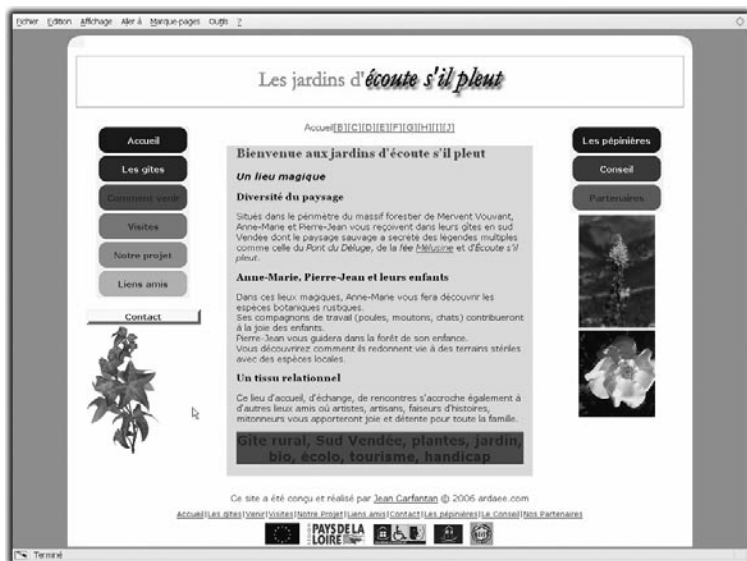 Fichier Edition Affichage Aller à Marque-pages Outils ?
Les jardins d'écoute s'il pleut
Accueil[B][C][D][E][F][G][H][I][J]
Accueil
Les gîtes
Comment venir
Visites
Notre projet
Liens amis
Contact
Bienvenue aux jardins d'écoute s'il pleut
Un lieu magique
Diversité du paysage
Situés dans le périmètre du massif forestier de Mervent Vouvant,
Anne-Marie et Pierre-Jean vous reçoivent dans leurs gîtes en sud
Vendée dont le paysage sauvage a secrété des légendes multiples
comme celle du Pont du Déluge, de la fée Mélusine et d'Écoute s'il
pleut.
Anne-Marie, Pierre-Jean et leurs enfants
Dans ces lieux magiques, Anne-Marie vous fera découvrir les
espèces botaniques rustiques.
Ses compagnons de travail (poules, moutons, chats) contribueront
à la joie des enfants.
Pierre-Jean vous guidera dans la forêt de son enfance.
Vous découvrirez comment ils redonnent vie à des terrains stériles
avec des espèces locales.
Un tissu relationnel
Ce lieu d'accueil, d'échange, de rencontres s'accroche également à
d'autres lieux amis où artistes, artisans, faiseurs d'histoires,
mitonneurs vous apporteront joie et détente pour toute la famille.
Gîte rural, Sud Vendée, plantes, jardin,
bio, écolo, tourisme, handicap
Les pépinières
Conseil
Partenaires
Ce site a été conçu et réalisé par Jean Carfantan © 2006 ardaee.com
Accueil|Les gîtes|Venir|Visites|Notre Projet|Liens amis|Contact|Les pépinières|Le Conseil|Nos Partenaires
PAYS DE LA
LOIRE
Terminé